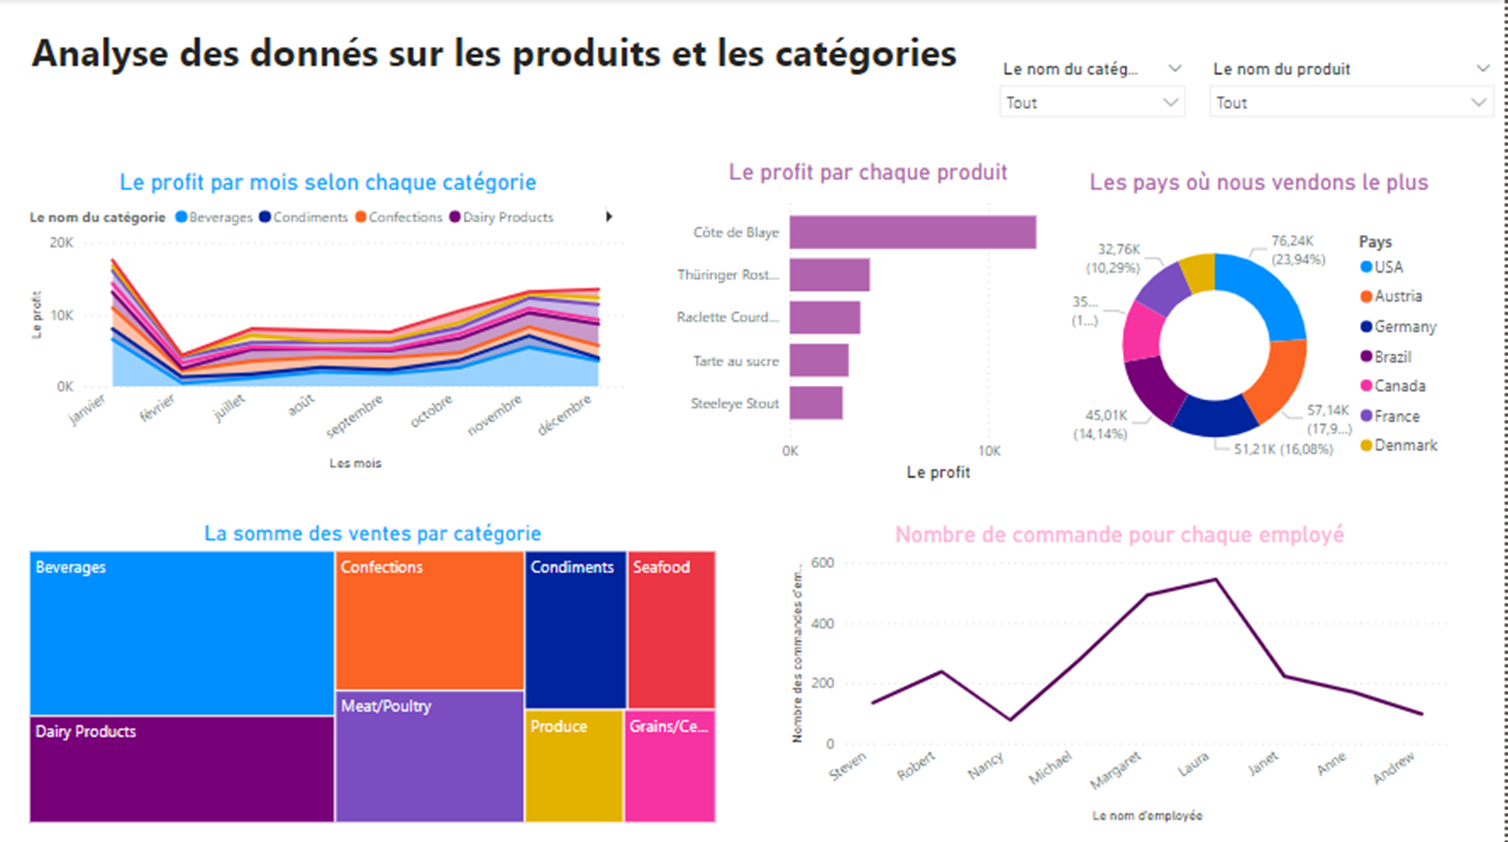 Analyse des donnés sur les produits et les catégories
Le nom du catég...
Tout
Le nom du produit
Tout
Le profit par mois selon chaque catégorie
Le nom du catégorie Beverages Condiments Confections Dairy Products
20K
10K
0K
Le profit
janvier
février
juillet
août
septembre
octobre
novembre
décembre
Les mois
Le profit par chaque produit
Côte de Blaye
Thüringer Rost...
Raclette Courd...
Tarte au sucre
Steeleye Stout
0K
10K
Le profit
Les pays où nous vendons le plus
76,24K
(23,94%)
57,14K
(17,9...)
51,21K (16,08%)
45,01K
(14,14%)
35...
(1...)
32,76K
(10,29%)
Pays
USA
Austria
Germany
Brazil
Canada
France
Denmark
La somme des ventes par catégorie
Beverages
Dairy Products
Confections
Meat/Poultry
Condiments
Seafood
Produce
Grains/Ce...
Nombre de commande pour chaque employé
Nombre des commandes d'em...
600
400
200
0
Steven
Robert
Nancy
Michael
Margaret
Laura
Janet
Anne
Andrew
Le nom d'employée